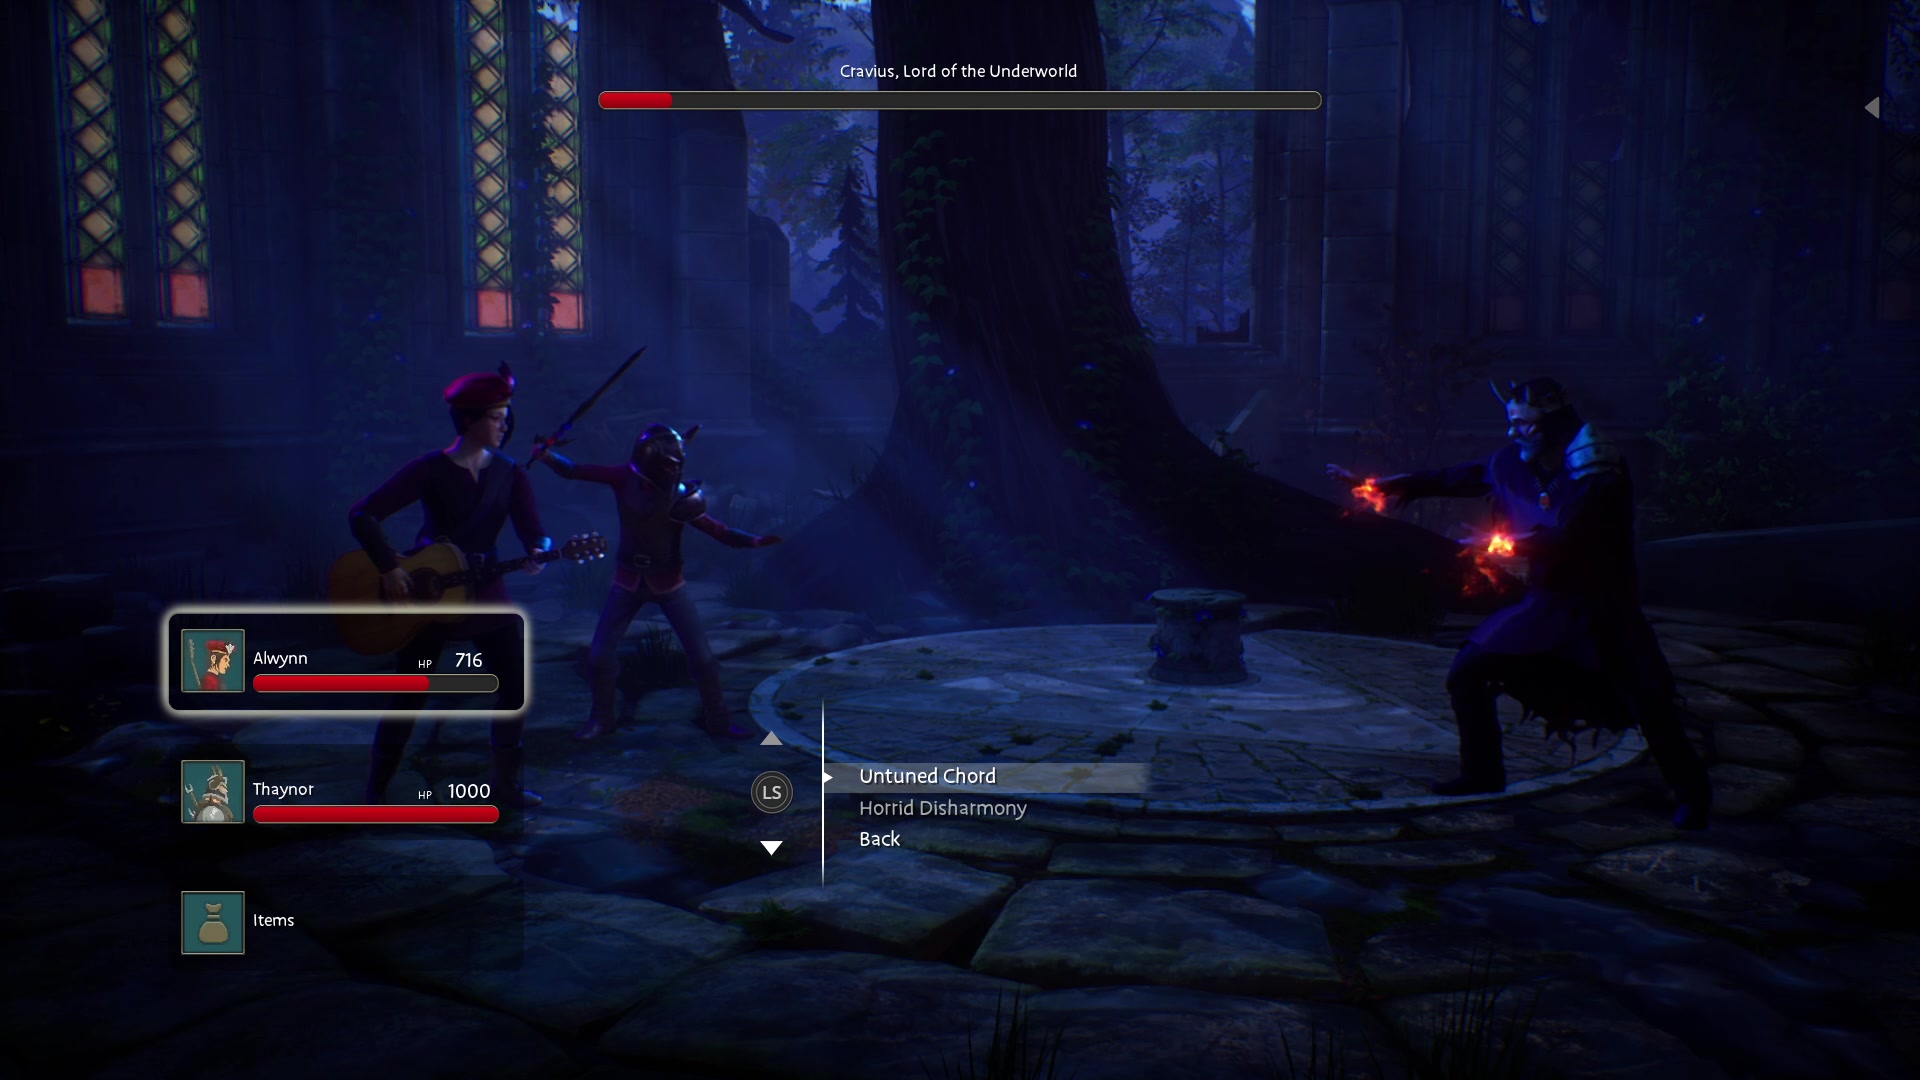 Cravius, Lord of the Underworld
Alwynn HP 716
Thaynor HP 1000
Items
LS
Untuned Chord
Horrid Disharmony
Back